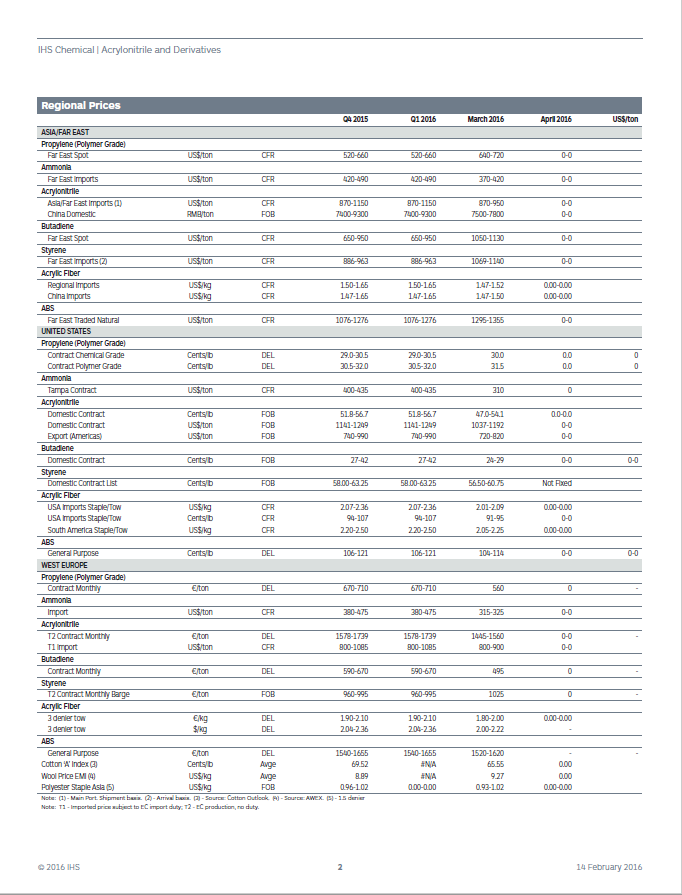 IHS Chemical | Acrylonitrile and Derivatives
Regional Prices
Q4 2015 Q1 2016 March 2016 April 2016 US$/ton
ASIA/FAR EAST
Propylene (Polymer Grade)
Far East Spot US$/ton CFR 520-660 520-660 640-720 0-0
Ammonia
Far East Imports US$/ton CFR 420-490 420-490 370-420 0-0
Acrylonitrile
Asia/Far East Imports (1) US$/ton CFR 870-1150 870-1150 870-950 0-0
China Domestic RMB/ton FOB 7400-9300 7400-9300 7500-7800 0-0
Butadiene
Far East Spot US$/ton CFR 650-950 650-950 1050-1130 0-0
Styrene
Far East Imports (2) US$/ton CFR 886-963 886-963 1069-1140 0-0
Acrylic Fiber
Regional Imports US$/kg CFR 1.50-1.65 1.50-1.65 1.47-1.52 0.00-0.00
China Imports US$/kg CFR 1.47-1.65 1.47-1.65 1.47-1.50 0.00-0.00
ABS
Far East Traded Natural US$/ton CFR 1076-1276 1076-1276 1295-1355 0-0
UNITED STATES
Propylene (Polymer Grade)
Contract Chemical Grade Cents/lb DEL 29.0-30.5 29.0-30.5 30.0 0.0 0
Contract Polymer Grade Cents/lb DEL 30.5-32.0 30.5-32.0 31.5 0.0 0
Ammonia
Tampa Contract US$/ton CFR 400-435 400-435 310 0
Acrylonitrile
Domestic Contract Cents/lb FOB 51.8-56.7 51.8-56.7 47.0-54.1 0.0-0.0
Domestic Contract US$/ton FOB 1141-1249 1141-1249 1037-1192 0-0
Export (Americas) US$/ton FOB 740-990 740-990 720-820 0-0
Butadiene
Domestic Contract Cents/lb FOB 27-42 27-42 24-29 0-0 0-0
Styrene
Domestic Contract List Cents/lb FOB 58.00-63.25 58.00-63.25 56.50-60.75 Not Fixed
Acrylic Fiber
USA Imports Staple/Tow US$/kg CFR 2.07-2.36 2.07-2.36 2.01-2.09 0.00-0.00
USA Imports Staple/Tow Cents/lb CFR 94-107 94-107 91-95 0-0
South America Staple/Tow US$/kg CFR 2.20-2.50 2.20-2.50 2.05-2.25 0.00-0.00
ABS
General Purpose Cents/lb DEL 106-121 106-121 104-114 0-0 0-0
WEST EUROPE
Propylene (Polymer Grade)
Contract Monthly €/ton DEL 670-710 670-710 560 0 -
Ammonia
Import US$/ton CFR 380-475 380-475 315-325 0-0
Acrylonitrile
T2 Contract Monthly €/ton DEL 1578-1739 1578-1739 1445-1560 0-0 -
T1 Import US$/ton CFR 800-1085 800-1085 800-900 0-0
Butadiene
Contract Monthly €/ton DEL 590-670 590-670 495 0 -
Styrene
T2 Contract Monthly Barge €/ton FOB 960-995 960-995 1025 0 -
Acrylic Fiber
3 denier tow €/kg DEL 1.90-2.10 1.90-2.10 1.80-2.00 0.00-0.00
3 denier tow $/kg DEL 2.04-2.36 2.04-2.36 2.00-2.22 -
ABS
General Purpose €/ton DEL 1540-1655 1540-1655 1520-1620 - -
Cotton 'A' Index (3) Cents/lb Avge 69.52 #N/A 65.55 0.00
Wool Price EMI (4) US$/kg Avge 8.89 #N/A 9.27 0.00
Polyester Staple Asia (5) US$/kg FOB 0.96-1.02 0.00-0.00 0.93-1.02 0.00-0.00
Note: (1) - Main Port. Shipment basis. (2) - Arrival basis. (3) - Source: Cotton Outlook. (4) - Source: AWEX. (5) - 1.5 denier
Note: T1 - Imported price subject to EC import duty; T2 - EC production, no duty.
© 2016 IHS 2 14 February 2016